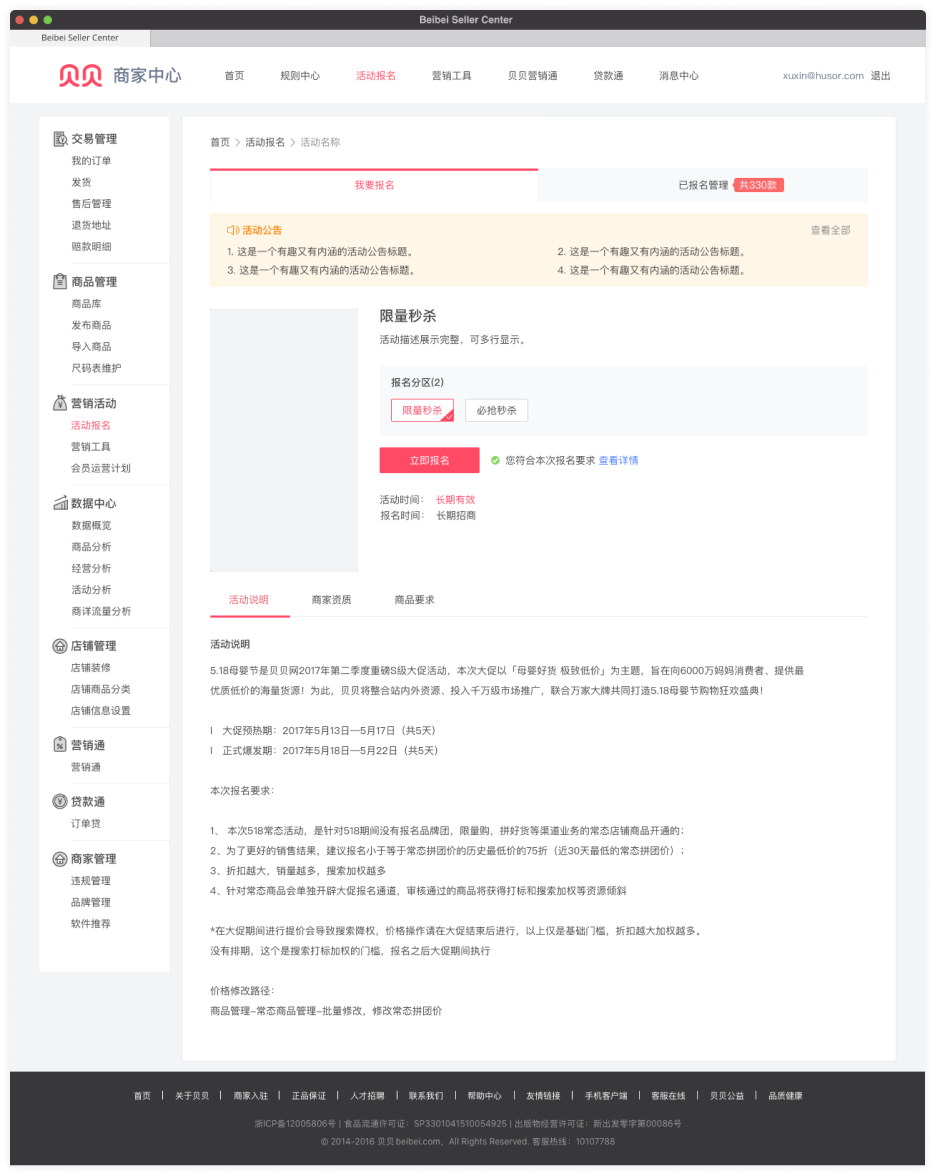 Beibei Seller Center
Beibei Seller Center
贝贝 商家中心 首页 规则中心 活动报名 营销工具 贝贝营销通 贷款通 消息中心 xuxin@husor.com 退出
交易管理
我的订单
发货
售后管理
退货地址
赔款明细
商品管理
商品库
发布商品
导入商品
尺码表维护
营销活动
活动报名
营销工具
会员运营计划
数据中心
数据概览
商品分析
经营分析
活动分析
商详流量分析
店铺管理
店铺装修
店铺商品分类
店铺信息设置
营销通
营销通
贷款通
订单贷
商家管理
违规管理
品牌管理
软件推荐
首页 > 活动报名 > 活动名称
我要报名 已报名管理 共330款
活动公告 查看全部
1. 这是一个有趣又有内涵的活动公告标题。 2. 这是一个有趣又有内涵的活动公告标题。
3. 这是一个有趣又有内涵的活动公告标题。 4. 这是一个有趣又有内涵的活动公告标题。
限量秒杀
活动描述展示完整，可多行显示。
报名分区(2)
限量秒杀 必抢秒杀
立即报名 您符合本次报名要求 查看详情
活动时间： 长期有效
报名时间： 长期招商
活动说明 商家资质 商品要求
活动说明
5.18母婴节是贝贝网2017年第二季度重磅S级大促活动，本次大促以「母婴好货 极致低价」为主题，旨在向6000万妈妈消费者、提供最
优质低价的海量货源！为此，贝贝将整合站内外资源、投入千万级市场推广，联合万家大牌共同打造5.18母婴节购物狂欢盛典！
l 大促预热期：2017年5月13日—5月17日（共5天）
l 正式爆发期：2017年5月18日—5月22日（共5天）
本次报名要求：
1、 本次518常态活动，是针对518期间没有报名品牌团，限量购，拼好货等渠道业务的常态店铺商品开通的；
2、为了更好的销售结果，建议报名小于等于常态拼团价的历史最低价的75折（近30天最低的常态拼团价）；
3、折扣越大，销量越多，搜索加权越多
4、针对常态商品会单独开辟大促报名通道，审核通过的商品将获得打标和搜索加权等资源倾斜
*在大促期间进行提价会导致搜索降权，价格操作请在大促结束后进行，以上仅是基础门槛，折扣越大加权越多。
没有排期，这个是搜索打标加权的门槛，报名之后大促期间执行
价格修改路径：
商品管理–常态商品管理–批量修改，修改常态拼团价
首页 | 关于贝贝 | 商家入驻 | 正品保证 | 人才招聘 | 联系我们 | 帮助中心 | 友情链接 | 手机客户端 | 客服在线 | 贝贝公益 | 品质健康
浙ICP备12005806号 | 食品流通许可证：SP3301041510054925 | 出版物经营许可证：新出发零字第00086号
© 2014-2016 贝贝 beibei.com，All Rights Reserved. 客服热线：10107788